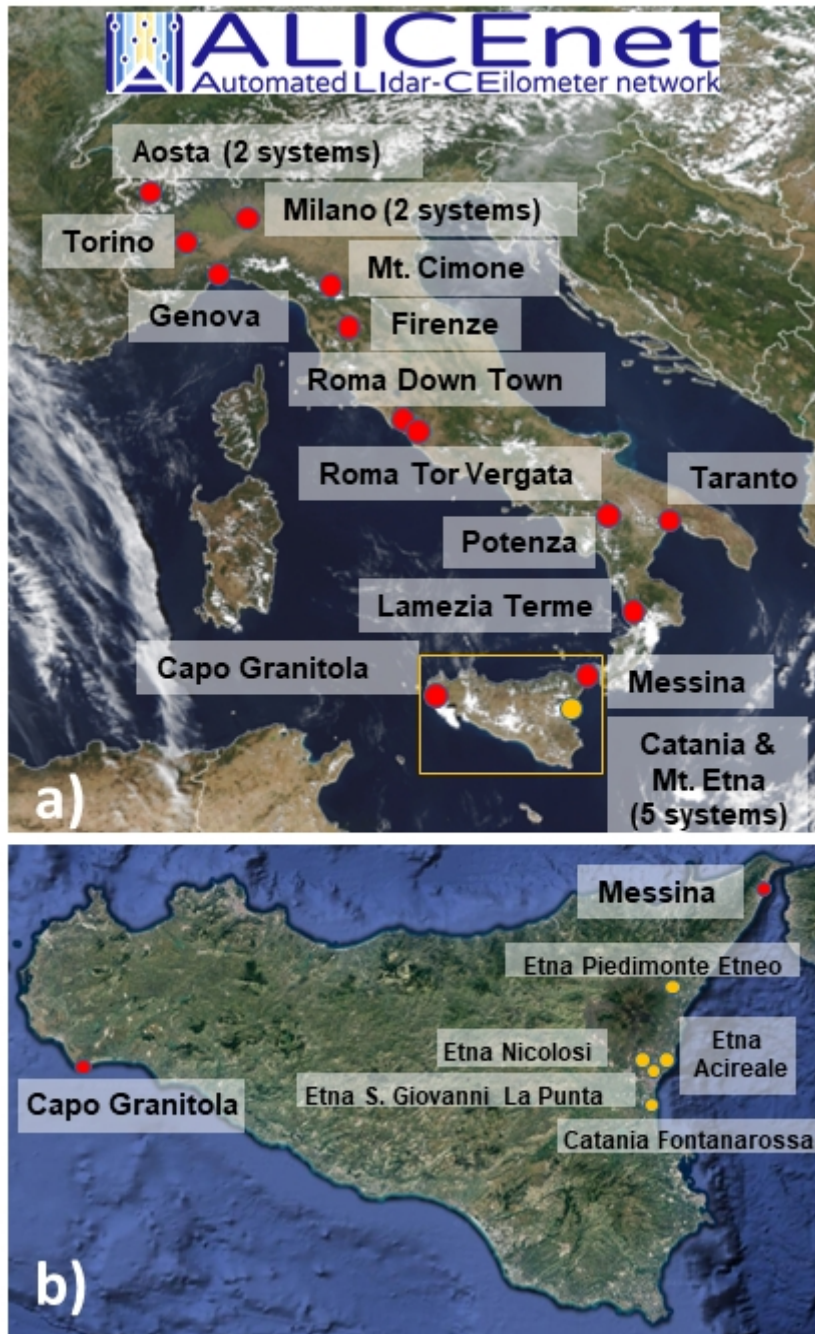 ALICEnet
Automated LIdar-CEilometer network
Aosta (2 systems)
Milano (2 systems)
Torino
Mt. Cimone
Genova
Firenze
Roma Down Town
Roma Tor Vergata
Taranto
Potenza
Lamezia Terme
Capo Granitola
Messina
Catania &
Mt. Etna
(5 systems)
a)
Messina
Etna Piedimonte Etneo
Etna Nicolosi
Etna
Acireale
Etna S. Giovanni La Punta
Capo Granitola
Catania Fontanarossa
b)